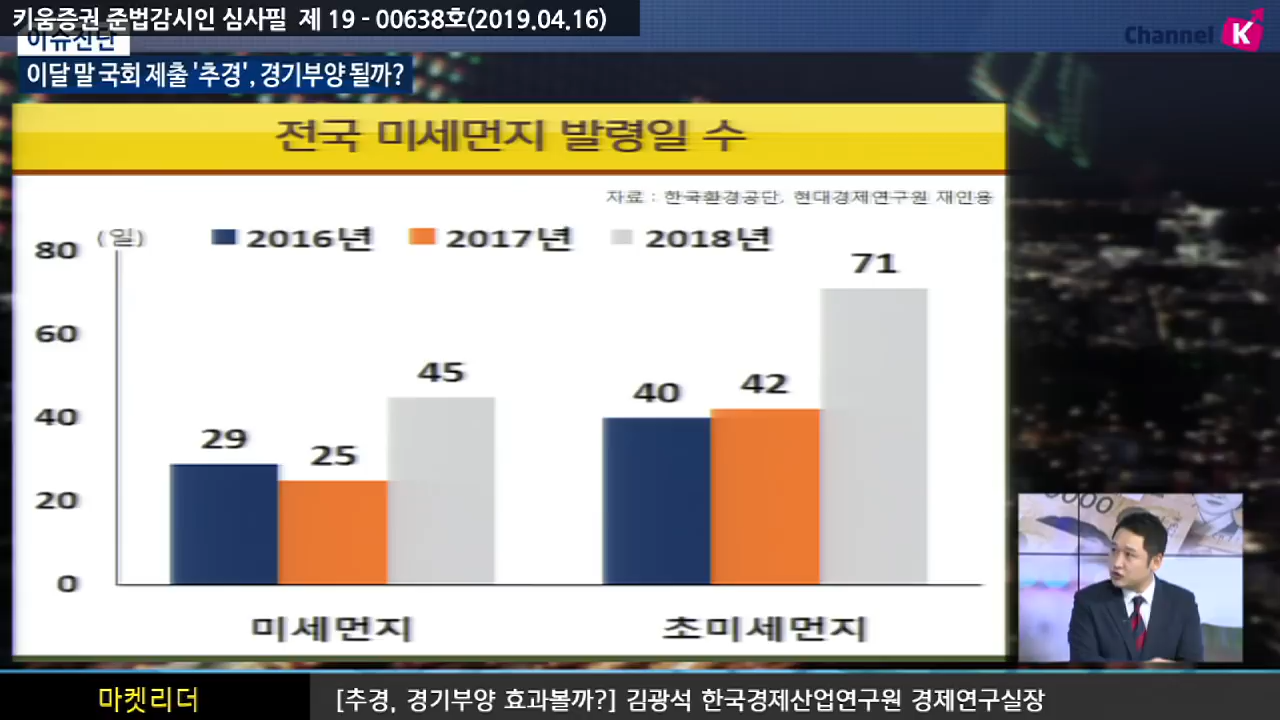 키움증권 준법감시인 심사필 제 19 - 00638호(2019.04.16)
이슈진단
Channel K
이달 말 국회 제출 '추경', 경기부양 될까?
전국 미세먼지 발령일 수
자료 : 한국환경공단, 현대경제연구원 재인용
(일)
2016년 2017년 2018년
80
60
40
20
0
29
25
45
40
42
71
미세먼지 초미세먼지
마켓리더
[추경, 경기부양 효과볼까?] 김광석 한국경제산업연구원 경제연구실장